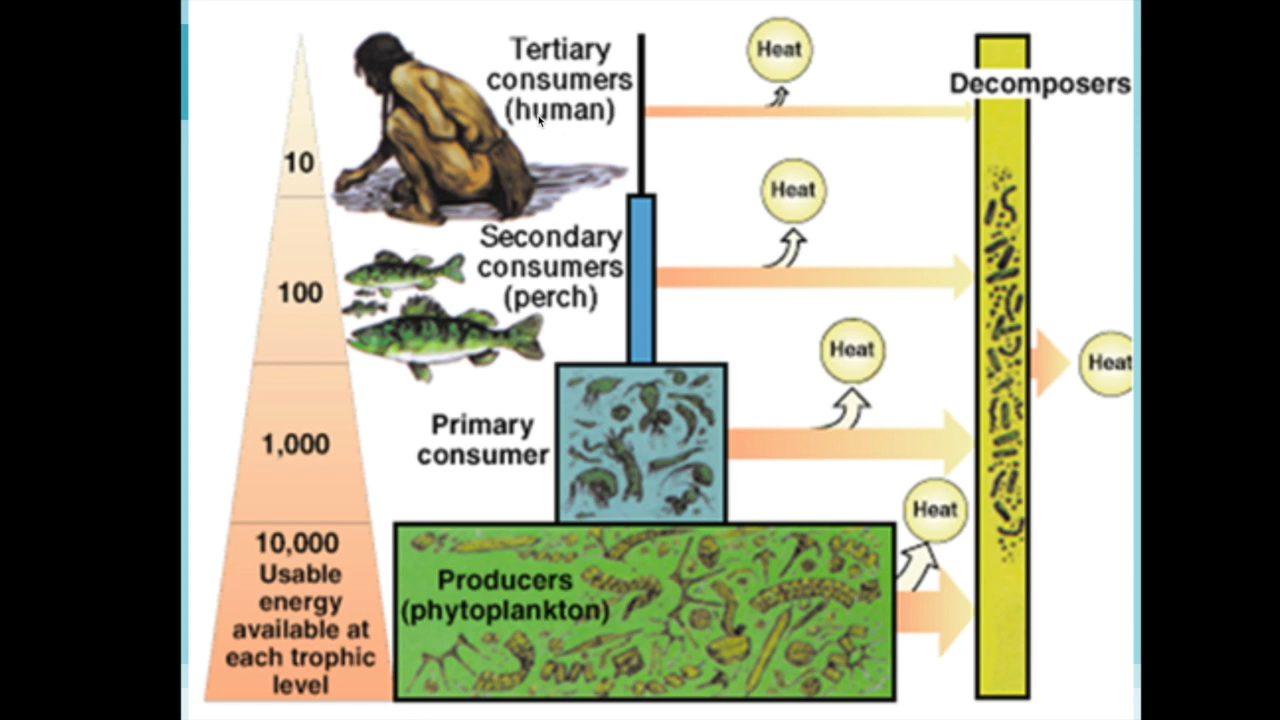 Tertiary
consumers
(human)
Heat
Decomposers
10
Heat
Secondary
consumers
(perch)
100
Heat
Heat
Primary
consumer
1,000
Heat
10,000
Usable
energy
available at
each trophic
level
Producers
(phytoplankton)